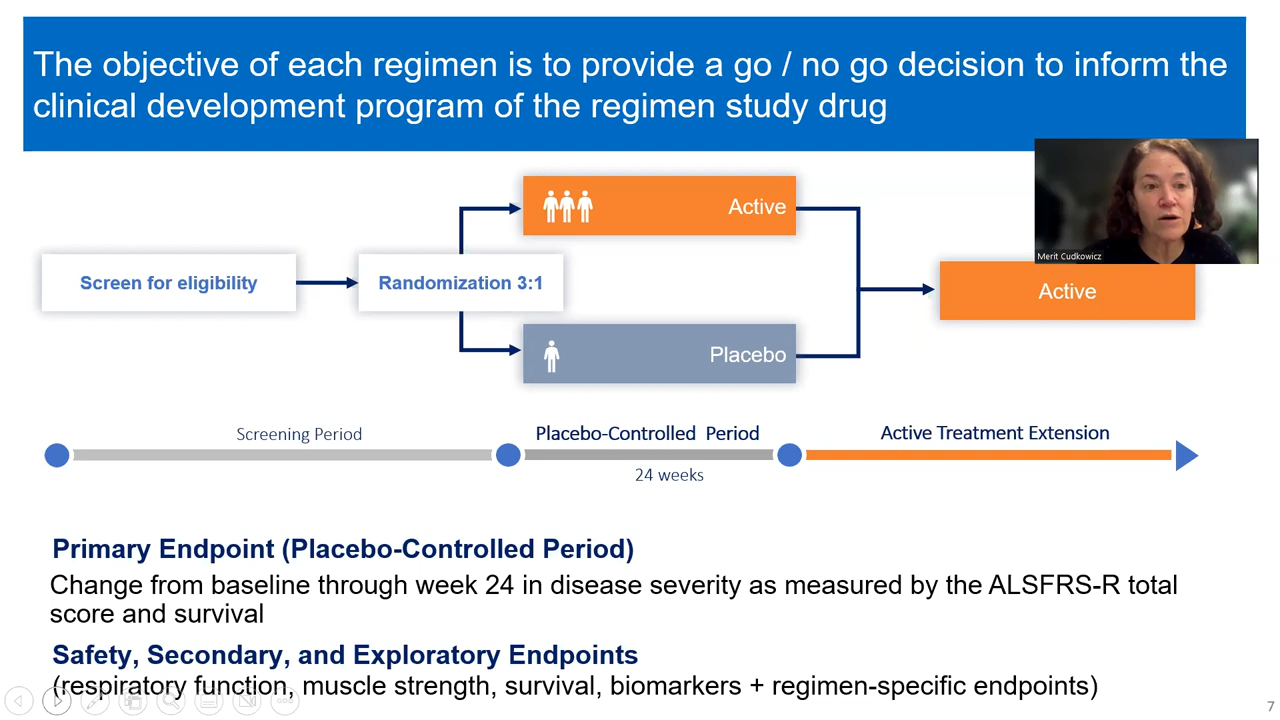 The objective of each regimen is to provide a go / no go decision to inform the
clinical development program of the regimen study drug
Merit Cudkowicz
Active
Screen for eligibility
Randomization 3:1
Active
Placebo
Screening Period
Placebo-Controlled Period
Active Treatment Extension
24 weeks
Primary Endpoint (Placebo-Controlled Period)
Change from baseline through week 24 in disease severity as measured by the ALSFRS-R total
score and survival
Safety, Secondary, and Exploratory Endpoints
(respiratory function, muscle strength, survival, biomarkers + regimen-specific endpoints)
7